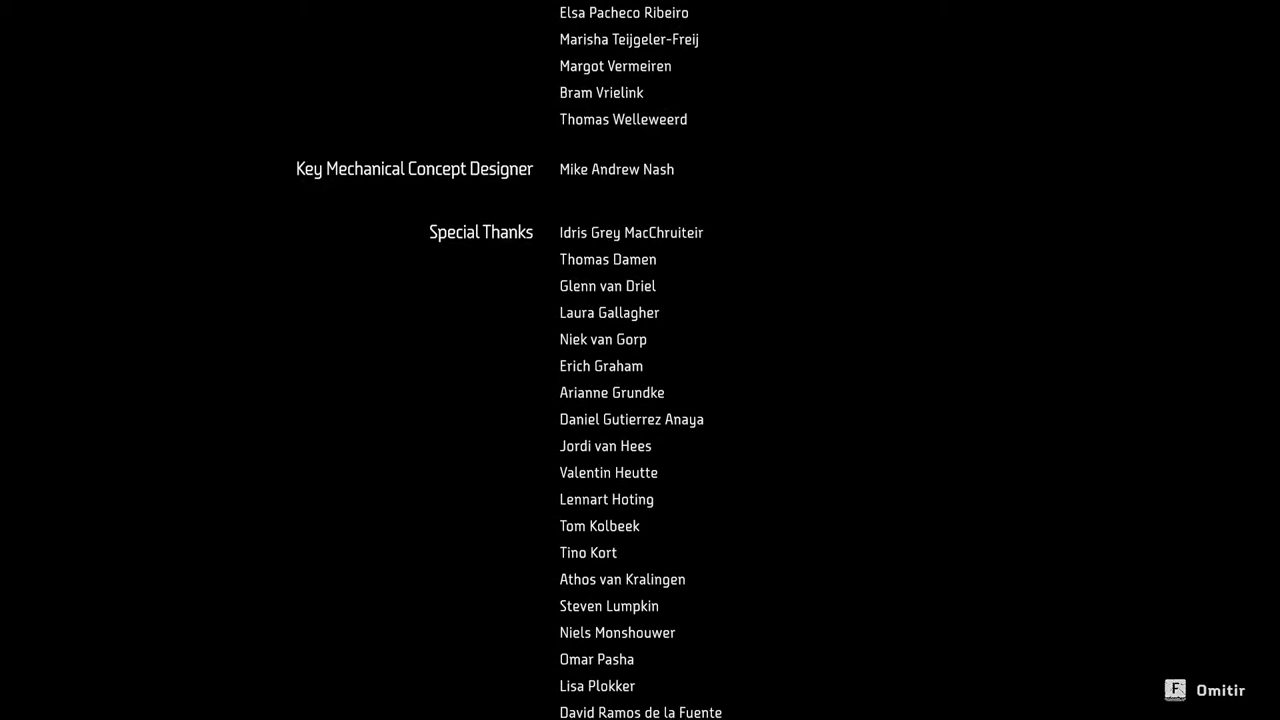 Elsa Pacheco Ribeiro
Marisha Teijgeler-Freij
Margot Vermeiren
Bram Vrielink
Thomas Welleweerd
Key Mechanical Concept Designer Mike Andrew Nash
Special Thanks Idris Grey MacChruiteir
Thomas Damen
Glenn van Driel
Laura Gallagher
Niek van Gorp
Erich Graham
Arianne Grundke
Daniel Gutierrez Anaya
Jordi van Hees
Valentin Heutte
Lennart Hoting
Tom Kolbeek
Tino Kort
Athos van Kralingen
Steven Lumpkin
Niels Monshouwer
Omar Pasha
Lisa Plokker
David Ramos de la Fuente
F Omitir